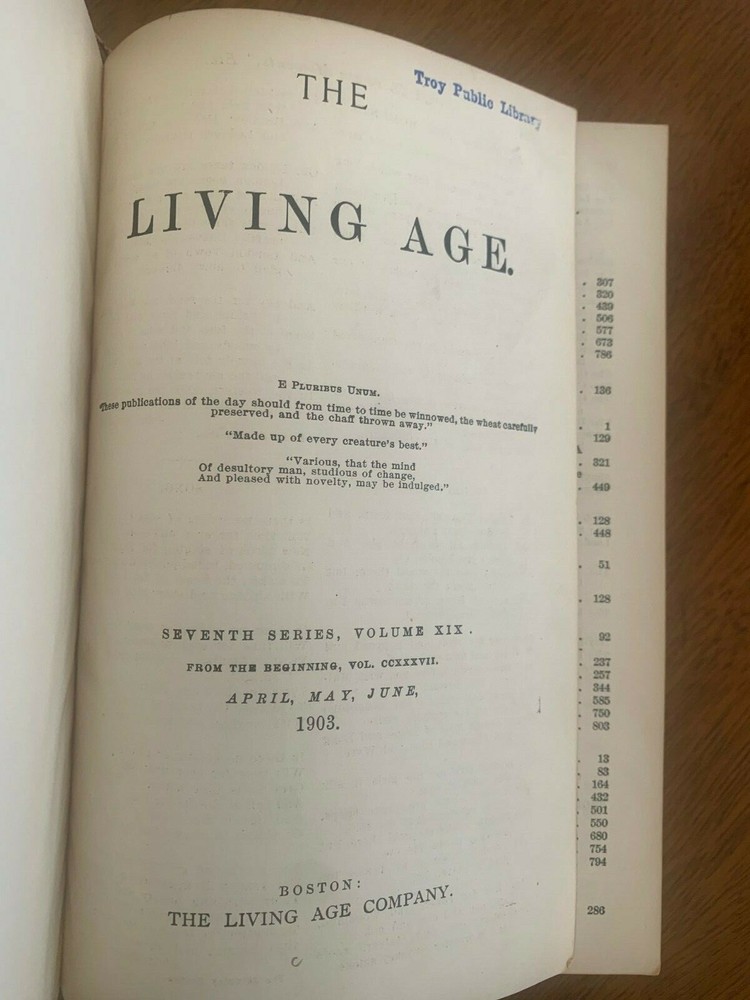 THE
Troy Public Library
LIVING AGE.
E PLURIBUS UNUM.
"These publications of the day should from time to time be winnowed, the wheat carefully
preserved, and the chaff thrown away."
"Made up of every creature's best."
"Various, that the mind
Of desultory man, studious of change,
And pleased with novelty, may be indulged."
SEVENTH SERIES, VOLUME XIX.
FROM THE BEGINNING, VOL. CCXXXVII.
APRIL, MAY, JUNE,
1903.
BOSTON:
THE LIVING AGE COMPANY.
. 307
. 320
. 439
. 506
. 577
. 673
. 786
. 136
. 1
129
. 321
. 449
. 128
. 448
. 51
. 128
. 92
. 237
. 257
. 344
. 585
. 750
. 803
. 13
. 83
. 164
. 432
. 501
. 550
. 680
. 754
. 794
286